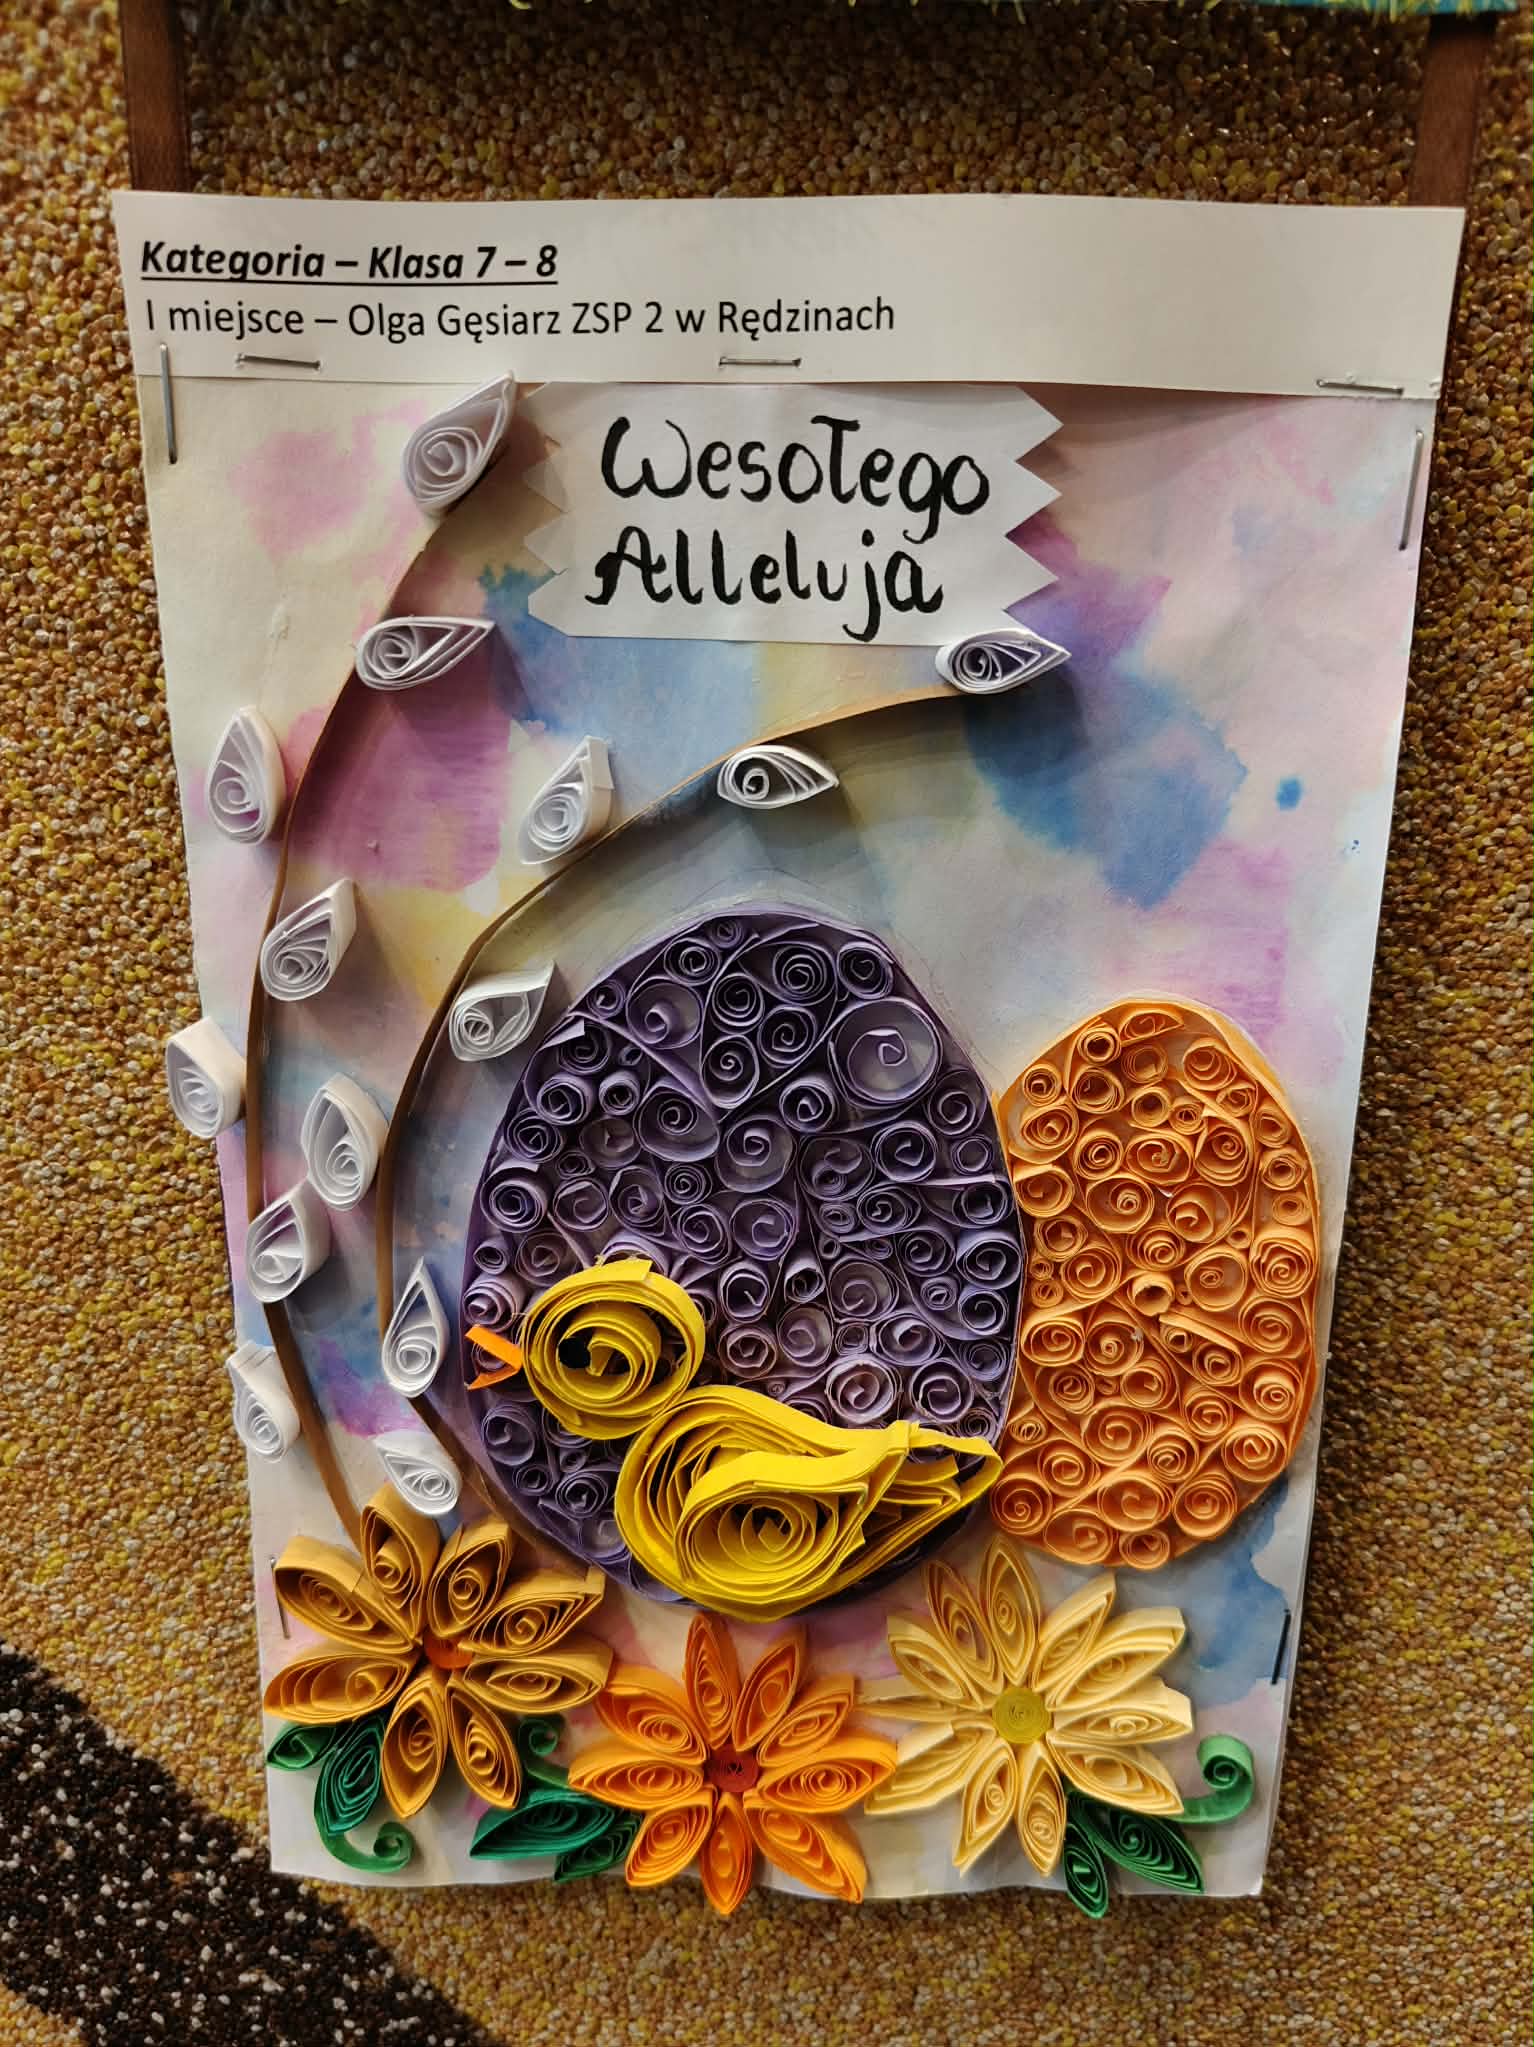 Kategoria – Klasa 7 – 8
I miejsce – Olga Gęsiarz ZSP 2 w Rędzinach
Wesołego
Alleluja